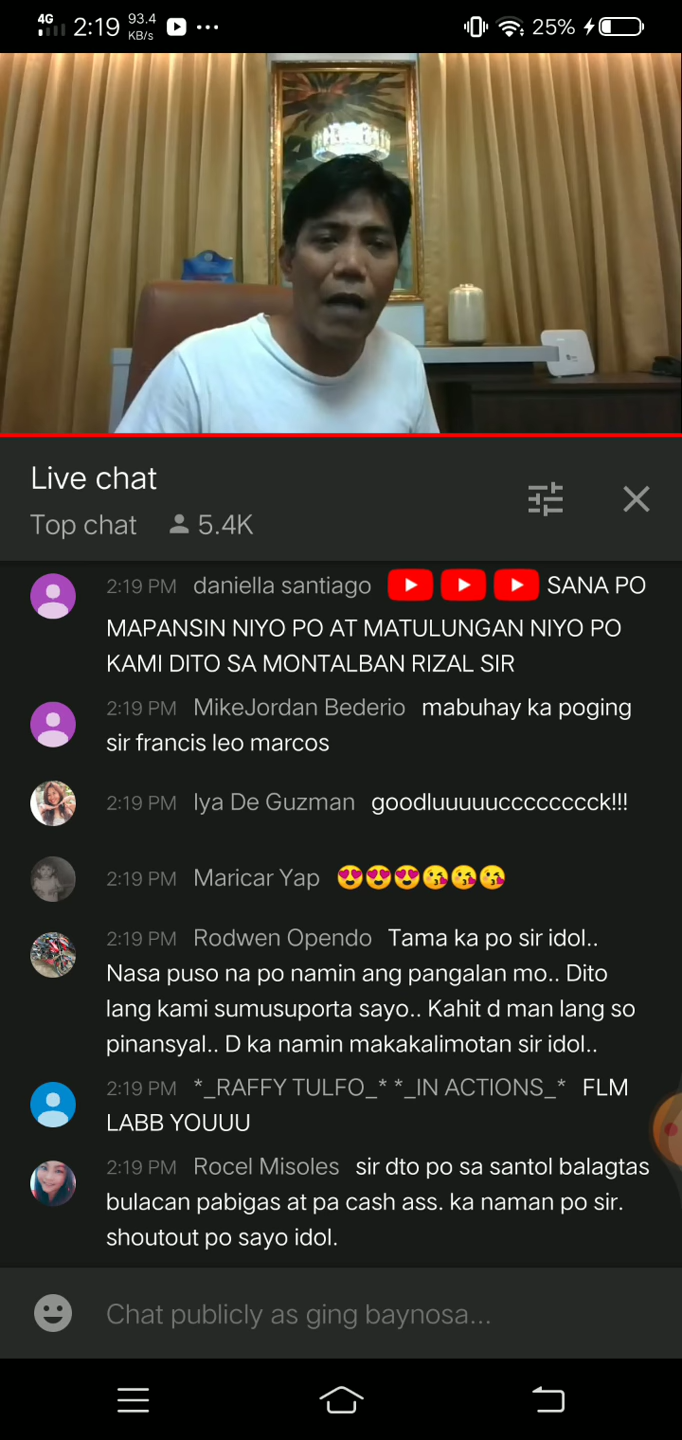 4G 2:19 93.4 KB/s ... 25%
Live chat
Top chat 5.4K
2:19 PM daniella santiago SANA PO
MAPANSIN NIYO PO AT MATULUNGAN NIYO PO
KAMI DITO SA MONTALBAN RIZAL SIR
2:19 PM MikeJordan Bederio mabuhay ka poging
sir francis leo marcos
2:19 PM Iya De Guzman goodluuuuucccccccck!!!
2:19 PM Maricar Yap 😍😍😍😘😘😘
2:19 PM Rodwen Opendo Tama ka po sir idol..
Nasa puso na po namin ang pangalan mo.. Dito
lang kami sumusuporta sayo.. Kahit d man lang so
pinansyal.. D ka namin makakalimotan sir idol..
2:19 PM *_RAFFY TULFO_* *_IN ACTIONS_* FLM
LABB YOUUU
2:19 PM Rocel Misoles sir dto po sa santol balagtas
bulacan pabigas at pa cash ass. ka naman po sir.
shoutout po sayo idol.
Chat publicly as ging baynosa...